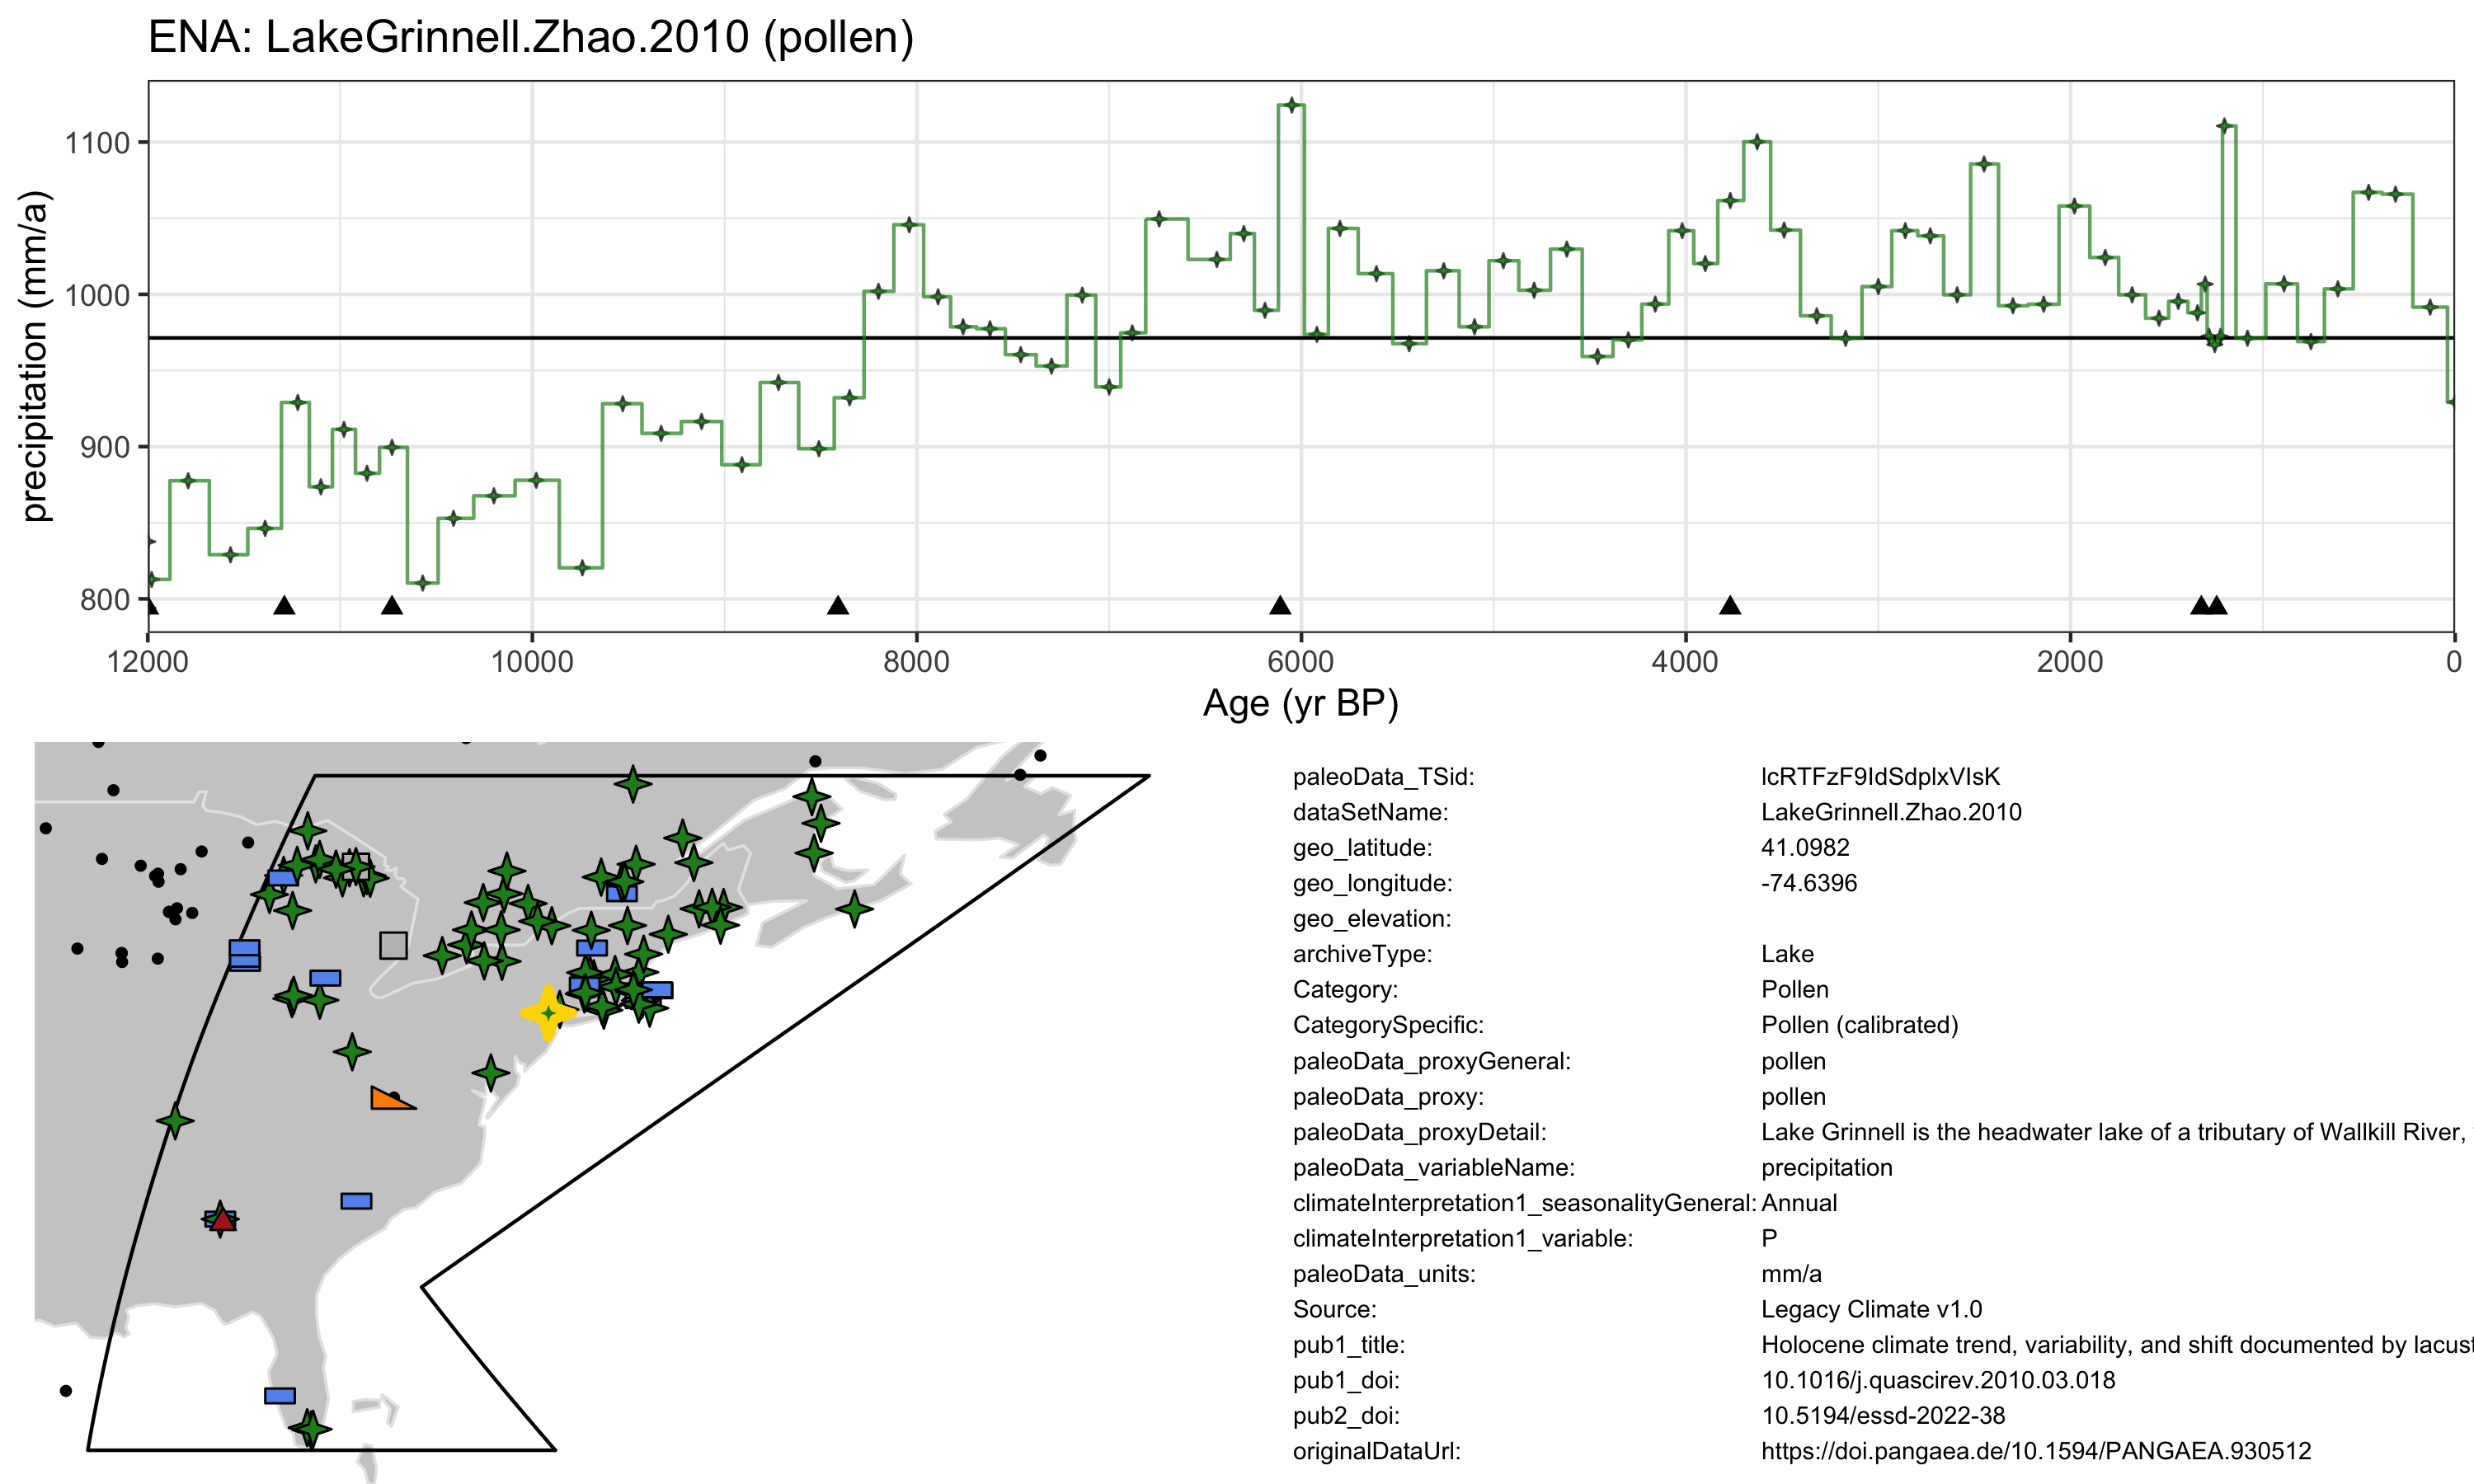 ENA: LakeGrinnell.Zhao.2010 (pollen)
precipitation (mm/a)
1100
1000
900
800
12000 10000 8000 6000 4000 2000 0
Age (yr BP)
paleoData_TSid: lcRTFzF9IdSdplxVIsK
dataSetName: LakeGrinnell.Zhao.2010
geo_latitude: 41.0982
geo_longitude: -74.6396
geo_elevation:
archiveType: Lake
Category: Pollen
CategorySpecific: Pollen (calibrated)
paleoData_proxyGeneral: pollen
paleoData_proxy: pollen
paleoData_proxyDetail: Lake Grinnell is the headwater lake of a tributary of Wallkill River,
paleoData_variableName: precipitation
climateInterpretation1_seasonalityGeneral: Annual
climateInterpretation1_variable: P
paleoData_units: mm/a
Source: Legacy Climate v1.0
pub1_title: Holocene climate trend, variability, and shift documented by lacust
pub1_doi: 10.1016/j.quascirev.2010.03.018
pub2_doi: 10.5194/essd-2022-38
originalDataUrl: https://doi.pangaea.de/10.1594/PANGAEA.930512